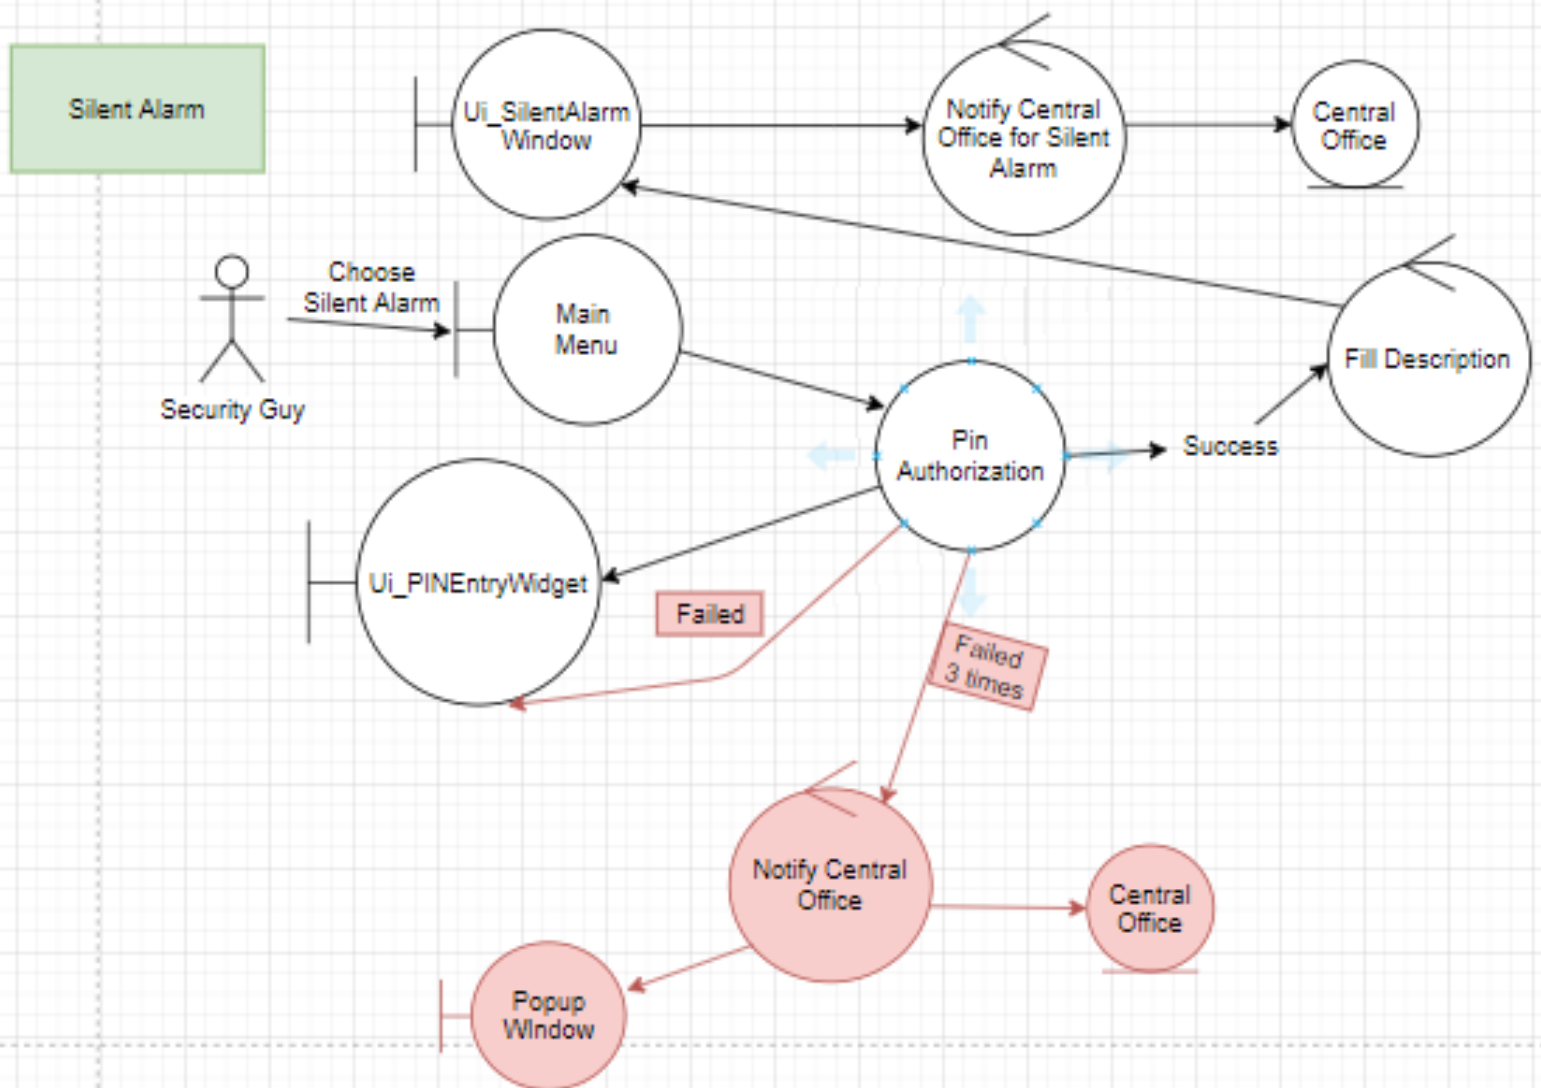 Silent Alarm
Ui_SilentAlarm
Window
Notify Central
Office for Silent
Alarm
Central
Office
Choose
Silent Alarm
Security Guy
Main
Menu
Fill Description
Pin
Authorization
Success
Ui_PINEntryWidget
Failed
Failed
3 times
Notify Central
Office
Central
Office
Popup
WIndow